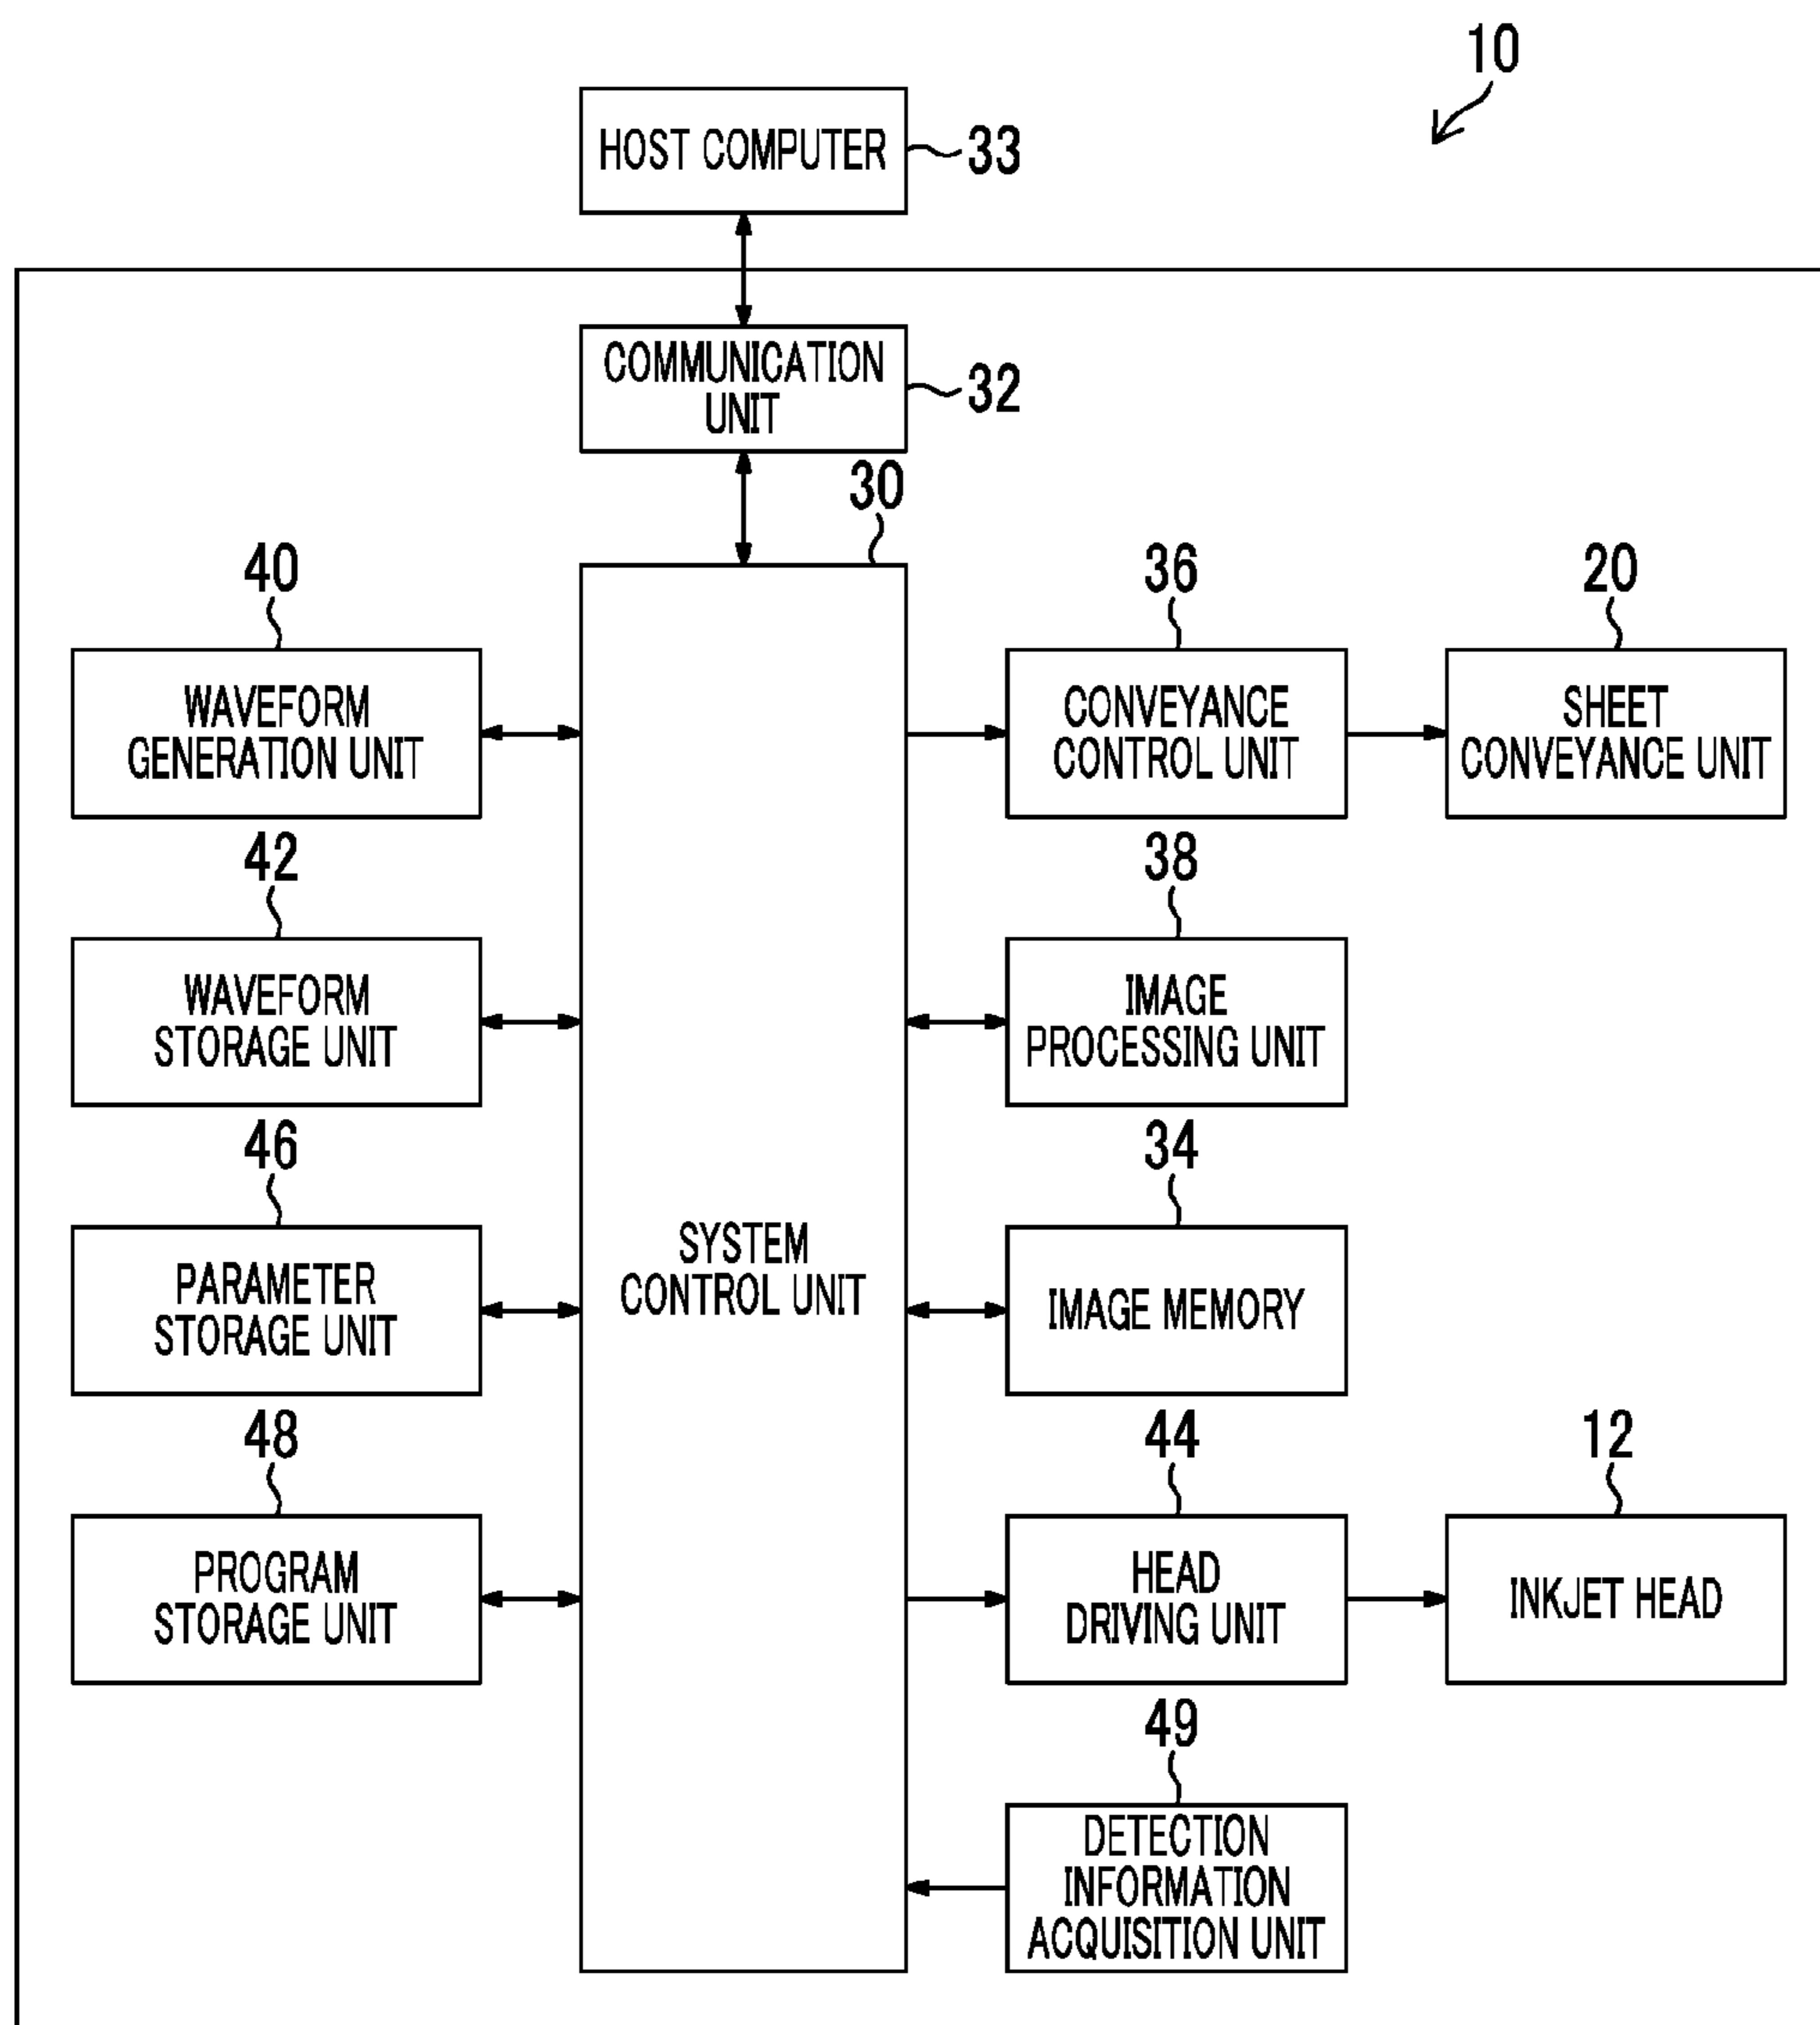 10
HOST COMPUTER
33
COMMUNICATION
UNIT
32
30
40
WAVEFORM
GENERATION UNIT
36
CONVEYANCE
CONTROL UNIT
20
SHEET
CONVEYANCE UNIT
42
WAVEFORM
STORAGE UNIT
38
IMAGE
PROCESSING UNIT
46
PARAMETER
STORAGE UNIT
SYSTEM
CONTROL UNIT
34
IMAGE MEMORY
48
PROGRAM
STORAGE UNIT
44
HEAD
DRIVING UNIT
12
INKJET HEAD
49
DETECTION
INFORMATION
ACQUISITION UNIT